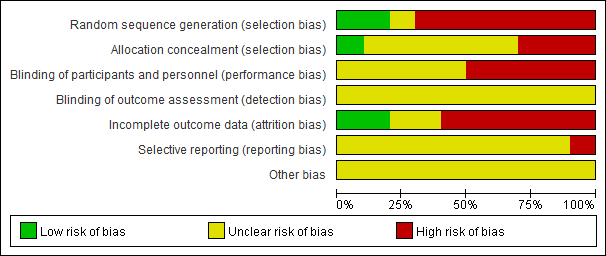 Random sequence generation (selection bias)
Allocation concealment (selection bias)
Blinding of participants and personnel (performance bias)
Blinding of outcome assessment (detection bias)
Incomplete outcome data (attrition bias)
Selective reporting (reporting bias)
Other bias
0% 25% 50% 75% 100%
Low risk of bias Unclear risk of bias High risk of bias